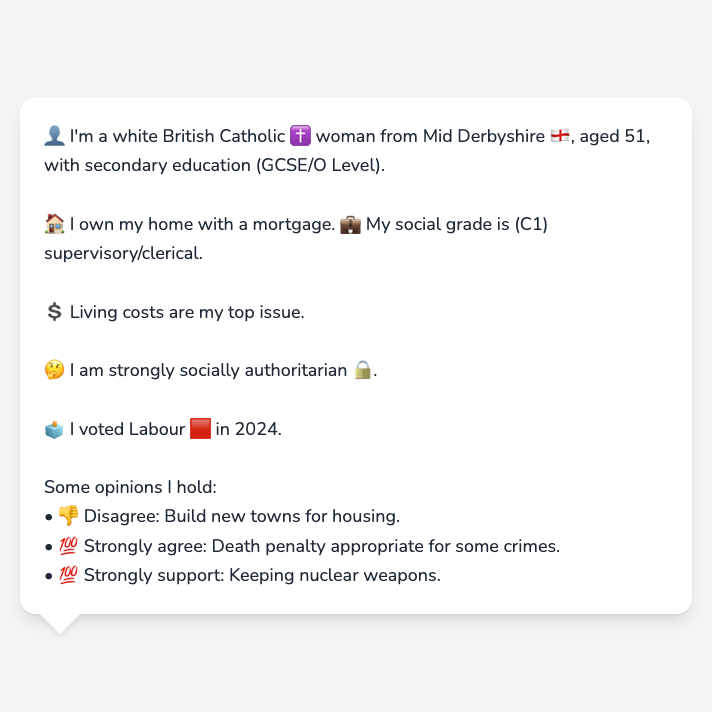 👤 I'm a white British Catholic ✝️ woman from Mid Derbyshire 🏴󠁧󠁢󠁥󠁮󠁧󠁿, aged 51,
with secondary education (GCSE/O Level).
🏠 I own my home with a mortgage. 💼 My social grade is (C1)
supervisory/clerical.
💲 Living costs are my top issue.
🤔 I am strongly socially authoritarian 🔒.
🗳️ I voted Labour 🟥 in 2024.
Some opinions I hold:
• 👎 Disagree: Build new towns for housing.
• 💯 Strongly agree: Death penalty appropriate for some crimes.
• 💯 Strongly support: Keeping nuclear weapons.